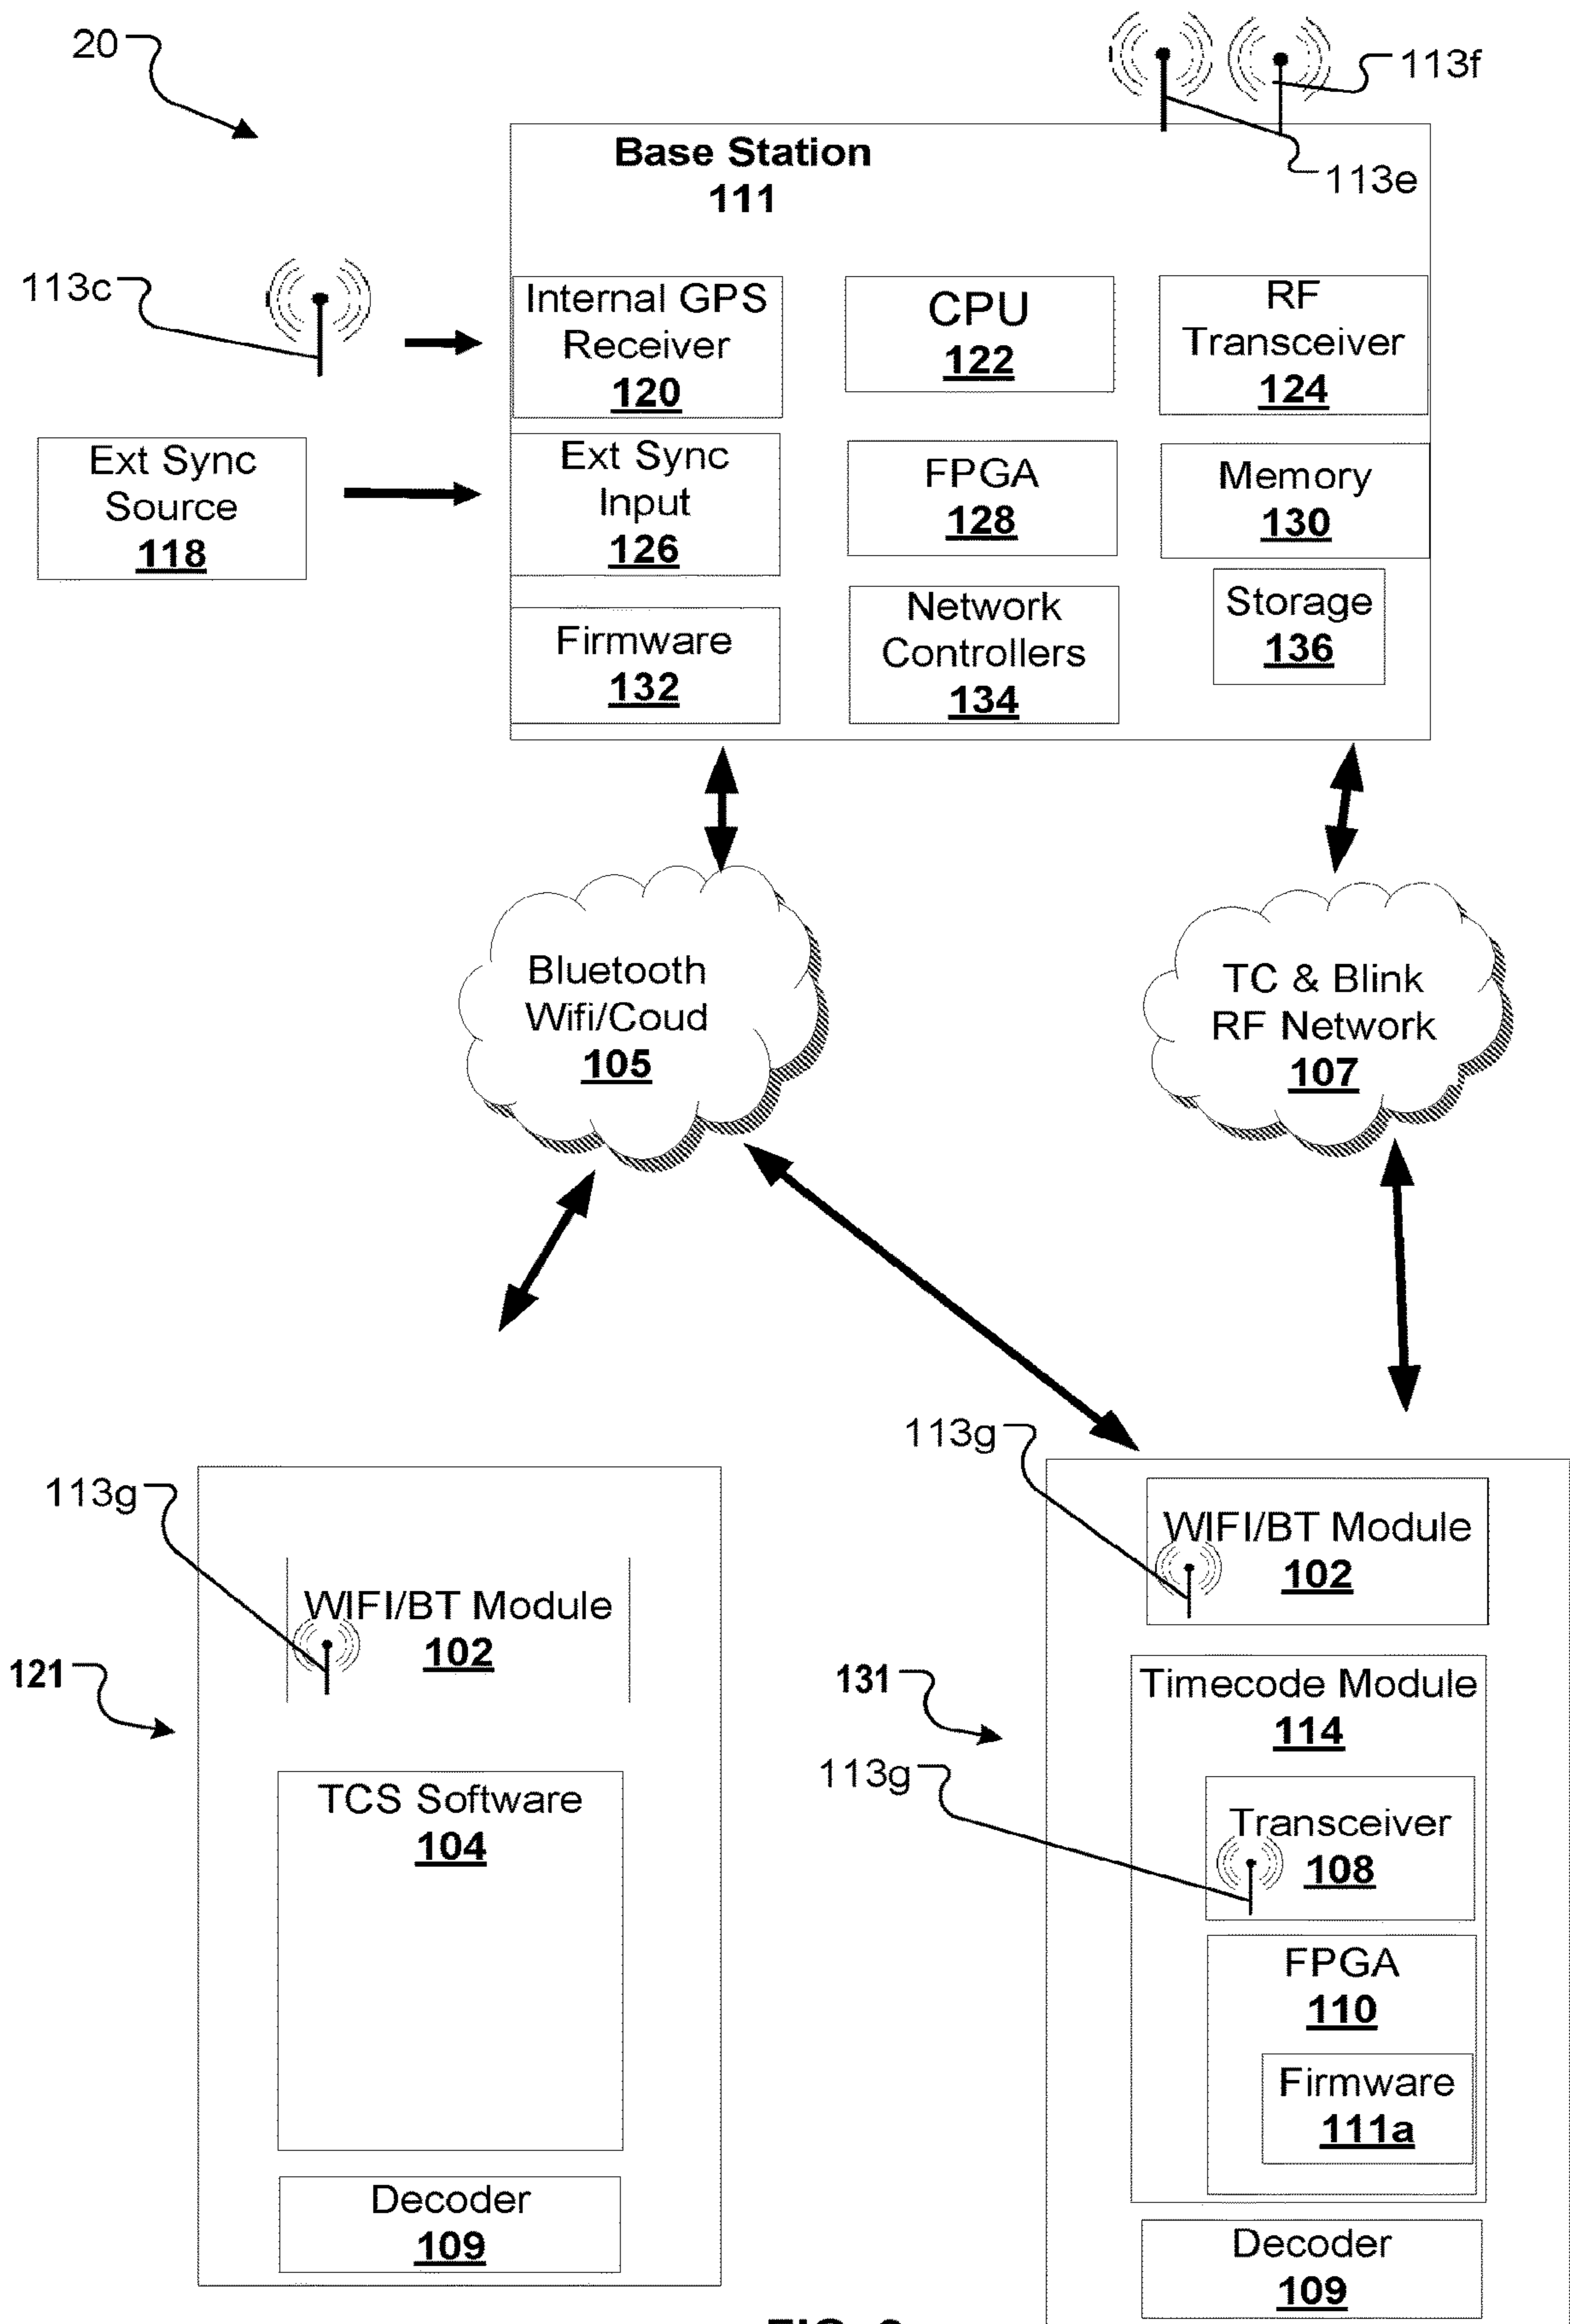 20
113f
Base Station
111
113e
113c
Internal GPS
Receiver
120
CPU
122
RF
Transceiver
124
Ext Sync
Source
118
Ext Sync
Input
126
FPGA
128
Memory
130
Firmware
132
Network
Controllers
134
Storage
136
Bluetooth
Wifi/Coud
105
TC & Blink
RF Network
107
113g
WIFI/BT Module
102
121
TCS Software
104
Decoder
109
113g
WIFI/BT Module
102
131
Timecode Module
114
113g
Transceiver
108
FPGA
110
Firmware
111a
Decoder
109